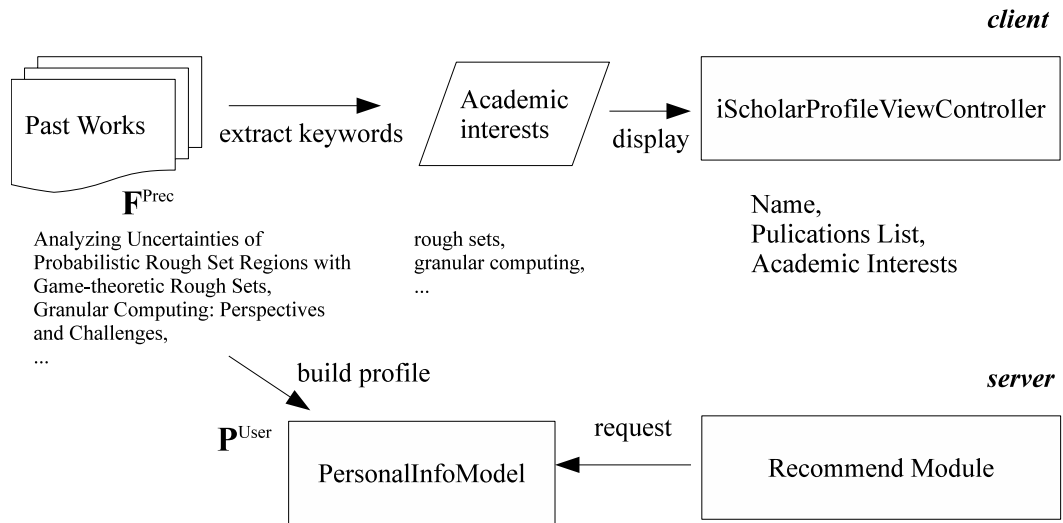 client
Past Works
extract keywords
Academic
interests
display
iScholarProfileViewController
F^Prec
Analyzing Uncertainties of
Probabilistic Rough Set Regions with
Game-theoretic Rough Sets,
Granular Computing: Perspectives
and Challenges,
...
rough sets,
granular computing,
...
Name,
Pulications List,
Academic Interests
build profile
server
P^User
PersonalInfoModel
request
Recommend Module